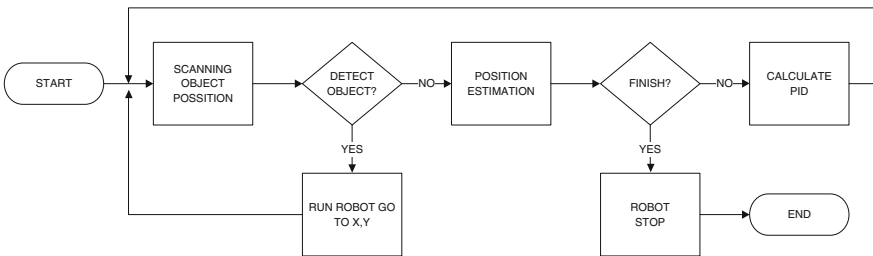 START
SCANNING
OBJECT
POSSITION
DETECT
OBJECT?
NO
POSITION
ESTIMATION
FINISH?
NO
CALCULATE
PID
YES
YES
RUN ROBOT GO
TO X,Y
ROBOT
STOP
END